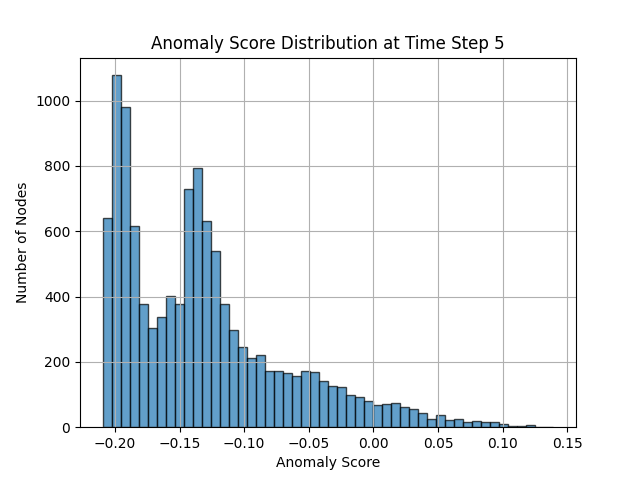 Anomaly Score Distribution at Time Step 5
Number of Nodes
1000
800
600
400
200
0
−0.20 −0.15 −0.10 −0.05 0.00 0.05 0.10 0.15
Anomaly Score